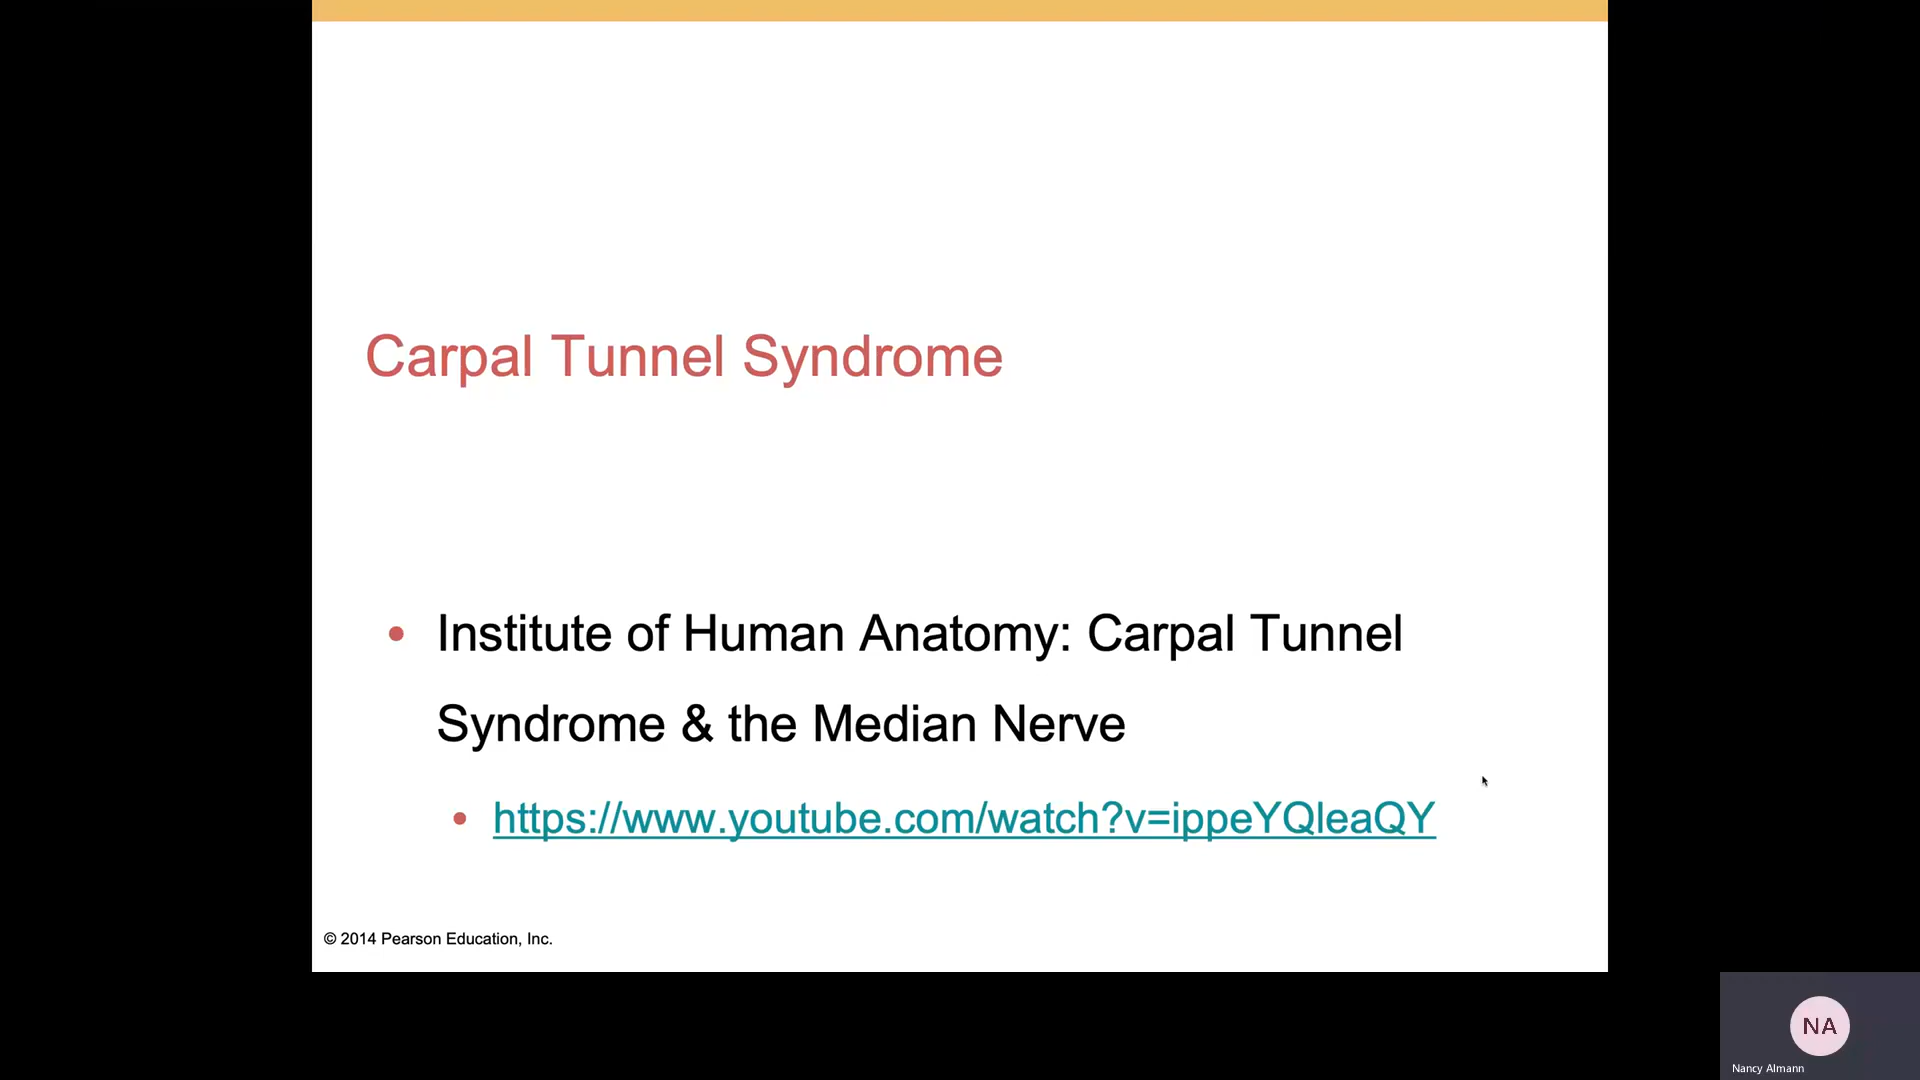 Carpal Tunnel Syndrome
• Institute of Human Anatomy: Carpal Tunnel
Syndrome & the Median Nerve
• https://www.youtube.com/watch?v=ippeYQleaQY
© 2014 Pearson Education, Inc.
NA
Nancy Almann